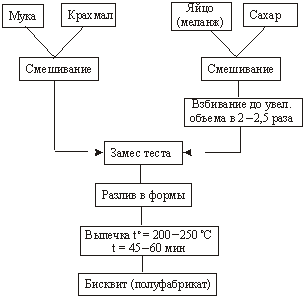 Мука
Крахмал
Яйцо
(меланж)
Сахар
Смешивание
Смешивание
Взбивание до увел.
объема в 2–2,5 раза
Замес теста
Разлив в формы
Выпечка t° = 200–250 °С
t = 45–60 мин
Бисквит (полуфабрикат)